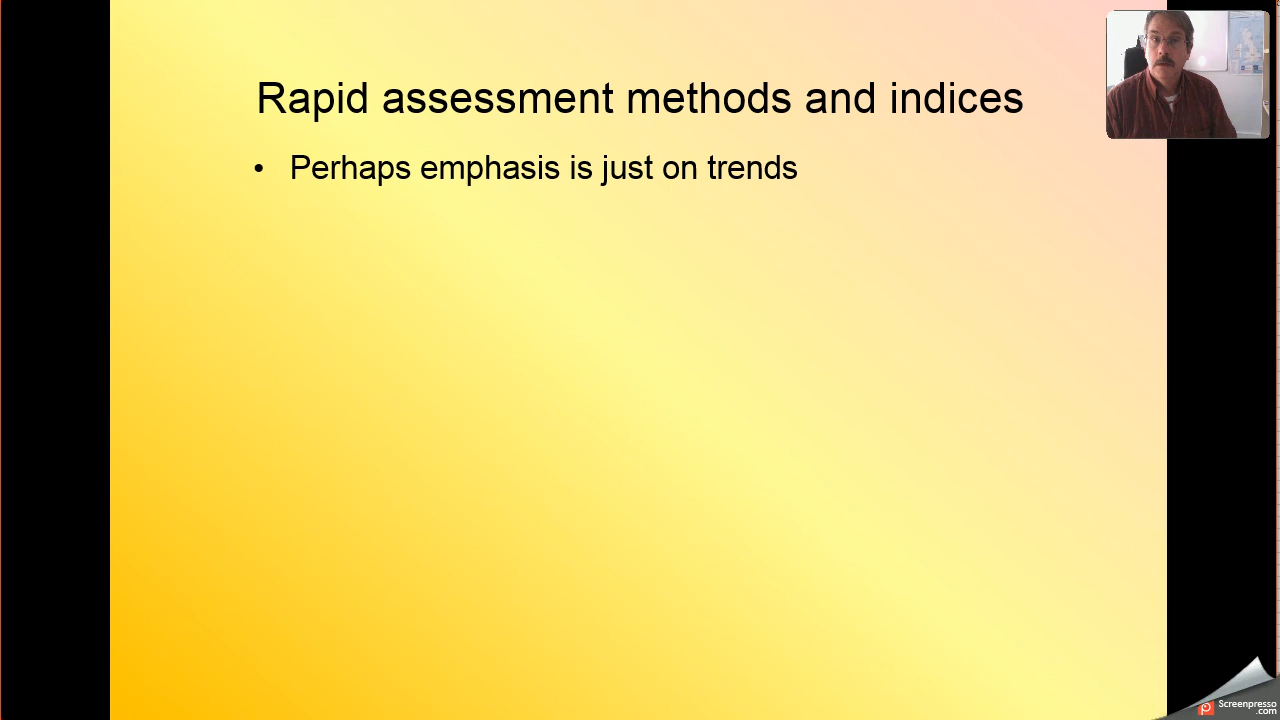 Rapid assessment methods and indices
• Perhaps emphasis is just on trends
Screenpresso
.com